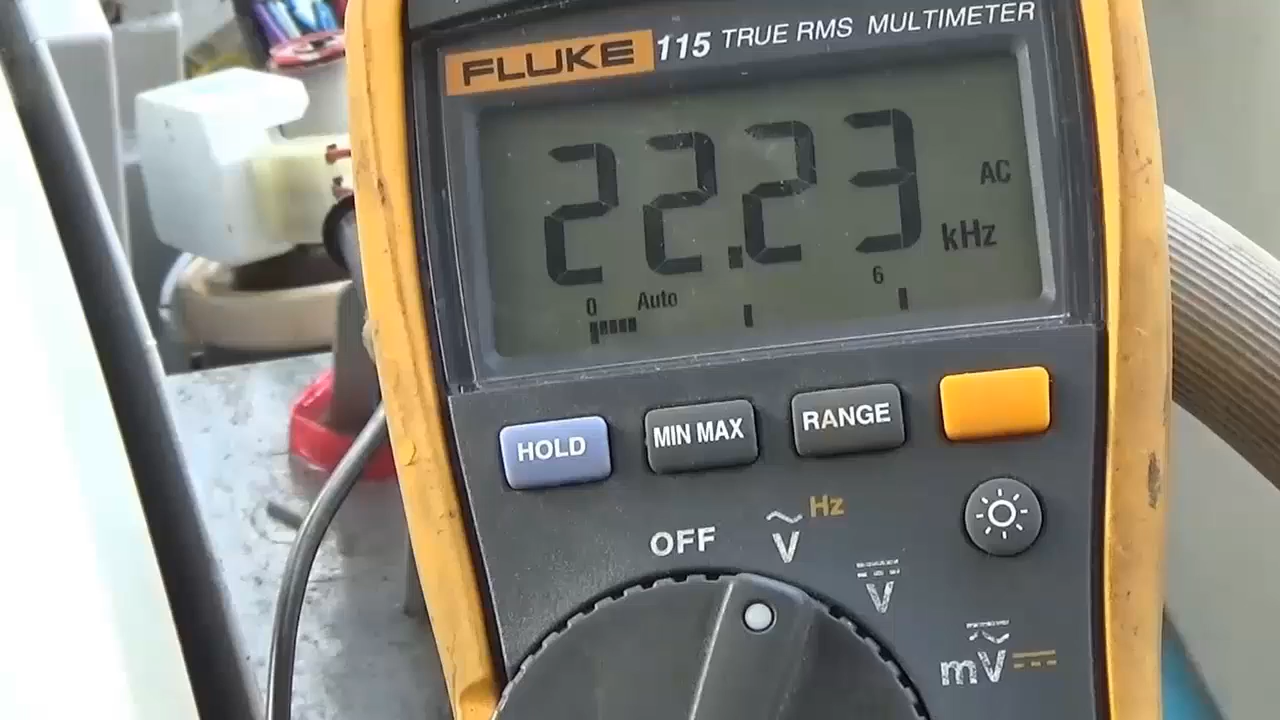 FLUKE 115 TRUE RMS MULTIMETER
22.23 AC kHz
0 Auto 6
HOLD MIN MAX RANGE
OFF V Hz
V
mV